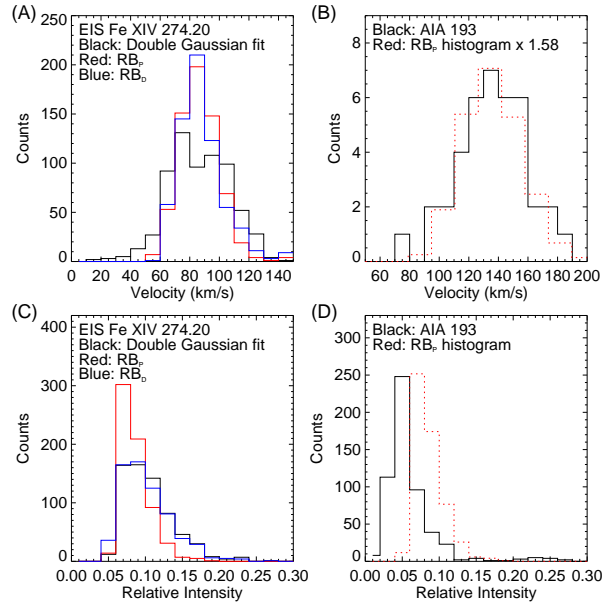 (A)
EIS Fe XIV 274.20
Black: Double Gaussian fit
Red: RBP
Blue: RBD
Counts
250
200
150
100
50
0
0 20 40 60 80 100 120 140
Velocity (km/s)
(B)
Black: AIA 193
Red: RBP histogram x 1.58
Counts
8
6
4
2
0
60 80 100 120 140 160 180 200
Velocity (km/s)
(C)
EIS Fe XIV 274.20
Black: Double Gaussian fit
Red: RBP
Blue: RBD
Counts
400
300
200
100
0
0.00 0.05 0.10 0.15 0.20 0.25 0.30
Relative Intensity
(D)
Black: AIA 193
Red: RBP histogram
Counts
300
250
200
150
100
50
0
0.00 0.05 0.10 0.15 0.20 0.25 0.30
Relative Intensity